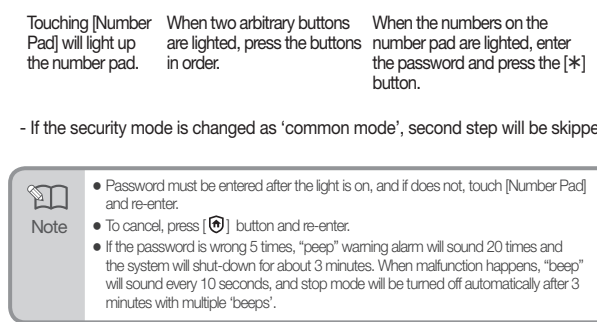 Touching [Number
Pad] will light up
the number pad.
When two arbitrary buttons
are lighted, press the buttons
in order.
When the numbers on the
number pad are lighted, enter
the password and press the [*]
button.
- If the security mode is changed as ‘common mode’, second step will be skippe
Note
● Password must be entered after the light is on, and if does not, touch [Number Pad]
and re-enter.
● To cancel, press [ ] button and re-enter.
● If the password is wrong 5 times, “peep” warning alarm will sound 20 times and
the system will shut-down for about 3 minutes. When malfunction happens, “beep”
will sound every 10 seconds, and stop mode will be turned off automatically after 3
minutes with multiple ‘beeps’.